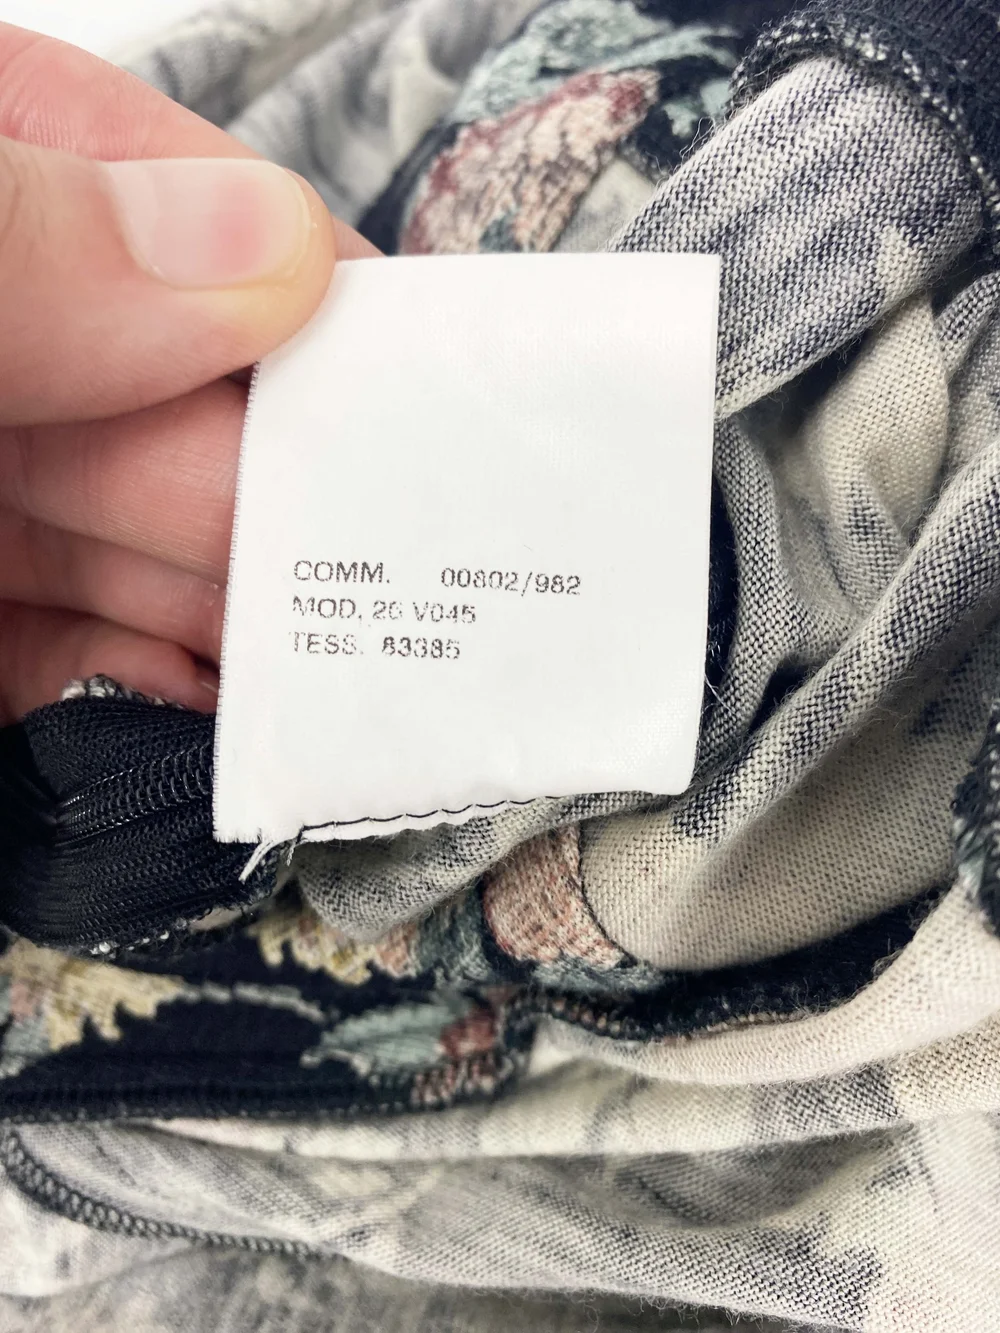 COMM. 00802/982
MOD. 26 V045
TESS. 83385